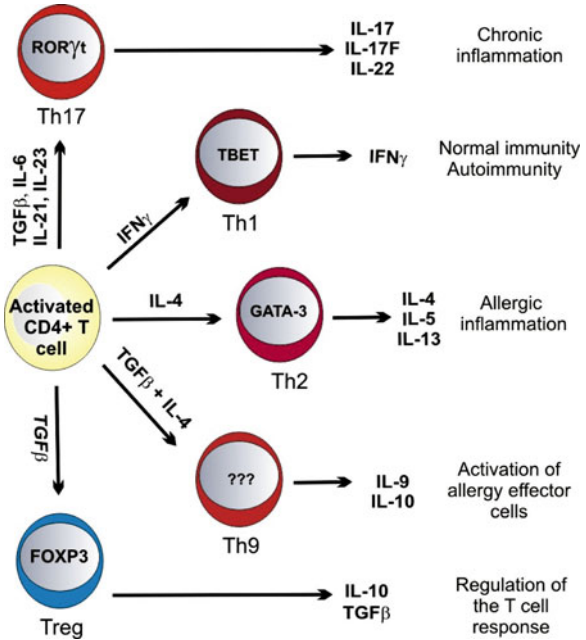 RORγt
Th17
IL-17
IL-17F
IL-22
Chronic
inflammation
TGFβ, IL-6
IL-21, IL-23
IFNγ
TBET
Th1
IFNγ
Normal immunity
Autoimmunity
Activated
CD4+ T
cell
IL-4
GATA-3
Th2
IL-4
IL-5
IL-13
Allergic
inflammation
TGFβ + IL-4
???
Th9
IL-9
IL-10
Activation of
allergy effector
cells
TGFβ
FOXP3
Treg
IL-10
TGFβ
Regulation of
the T cell
response